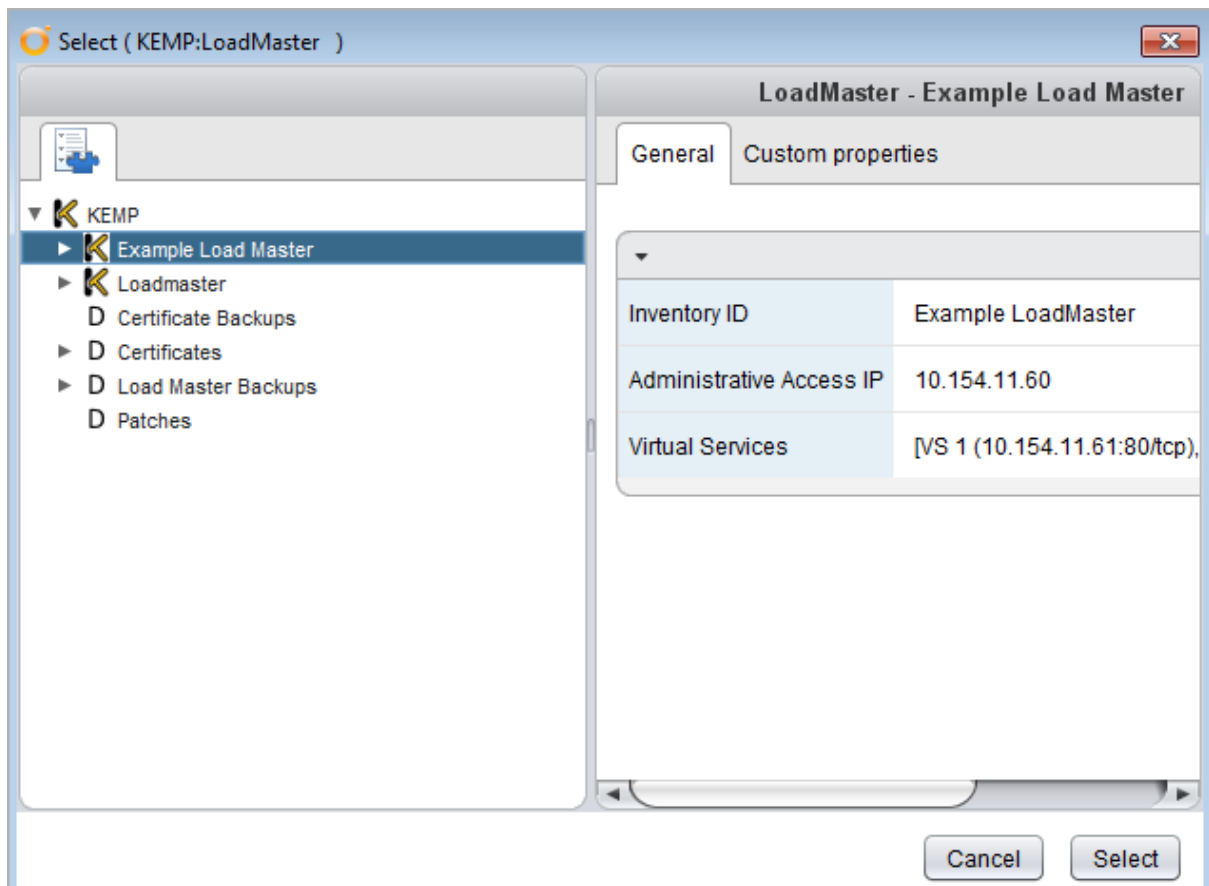 Select ( KEMP:LoadMaster )
LoadMaster - Example Load Master
General
Custom properties
KEMP
Example Load Master
Loadmaster
D Certificate Backups
D Certificates
D Load Master Backups
D Patches
Inventory ID
Example LoadMaster
Administrative Access IP
10.154.11.60
Virtual Services
[VS 1 (10.154.11.61:80/tcp),
Cancel
Select